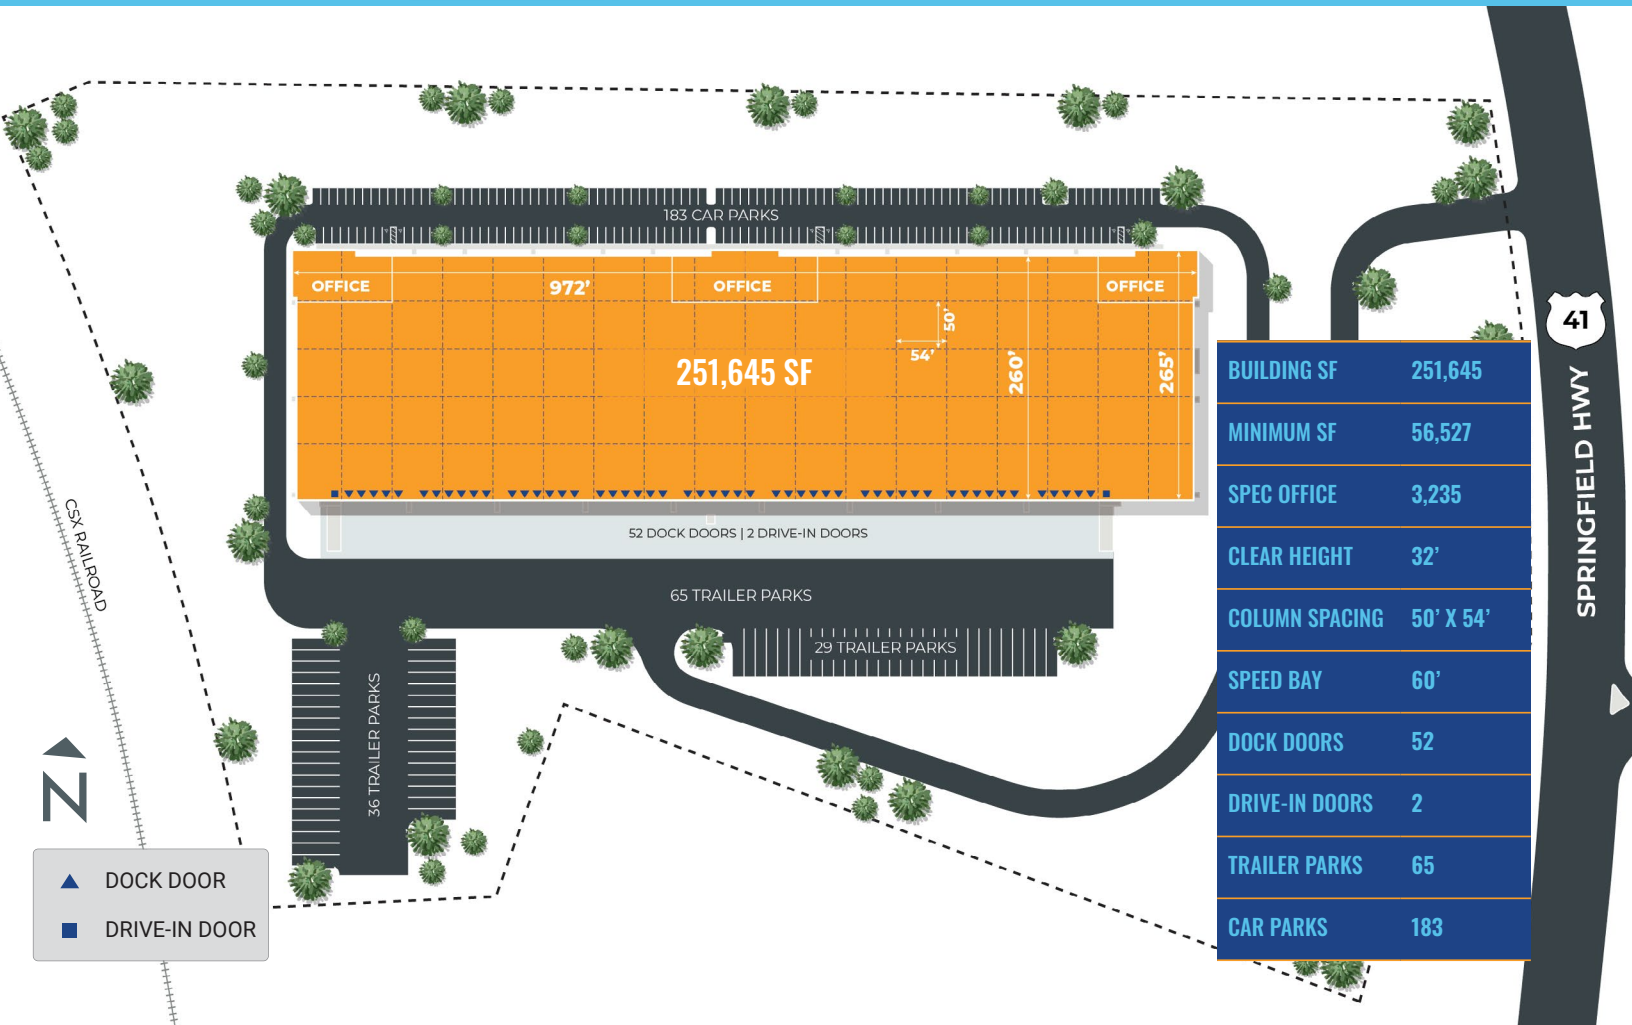 183 CAR PARKS
OFFICE
972'
OFFICE
OFFICE
50'
54'
251,645 SF
260'
265'
52 DOCK DOORS | 2 DRIVE-IN DOORS
65 TRAILER PARKS
29 TRAILER PARKS
36 TRAILER PARKS
CSX RAILROAD
N
DOCK DOOR
DRIVE-IN DOOR
41
SPRINGFIELD HWY
BUILDING SF 251,645
MINIMUM SF 56,527
SPEC OFFICE 3,235
CLEAR HEIGHT 32'
COLUMN SPACING 50' X 54'
SPEED BAY 60'
DOCK DOORS 52
DRIVE-IN DOORS 2
TRAILER PARKS 65
CAR PARKS 183